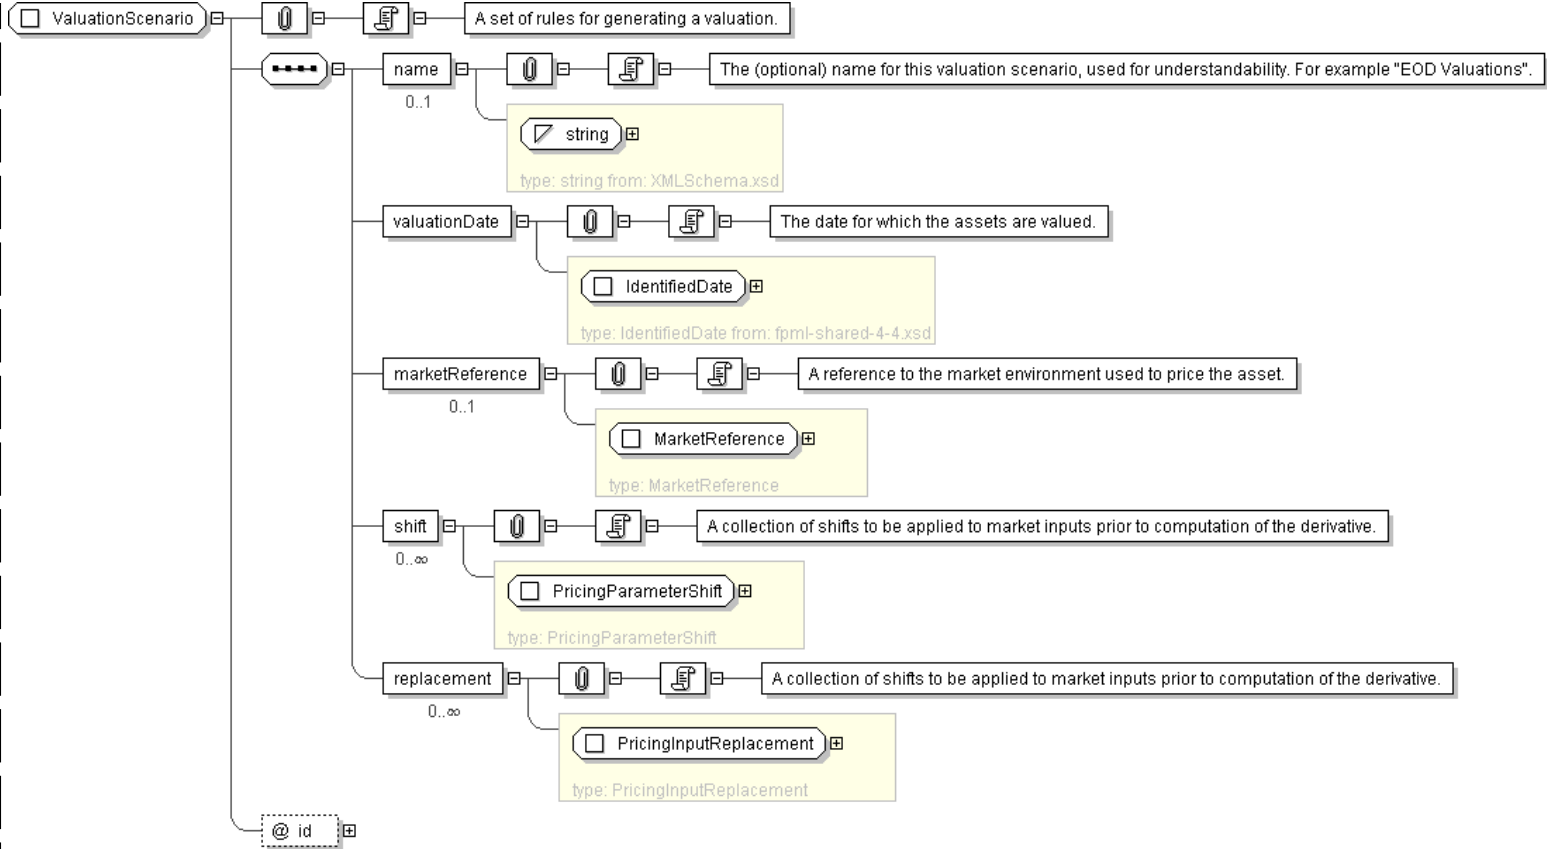 ValuationScenario
A set of rules for generating a valuation.
name
The (optional) name for this valuation scenario, used for understandability. For example "EOD Valuations".
0..1
string
type: string from: XMLSchema.xsd
valuationDate
The date for which the assets are valued.
IdentifiedDate
type: IdentifiedDate from: fpml-shared-4-4.xsd
marketReference
A reference to the market environment used to price the asset.
0..1
MarketReference
type: MarketReference
shift
A collection of shifts to be applied to market inputs prior to computation of the derivative.
0..∞
PricingParameterShift
type: PricingParameterShift
replacement
A collection of shifts to be applied to market inputs prior to computation of the derivative.
0..∞
PricingInputReplacement
type: PricingInputReplacement
@ id